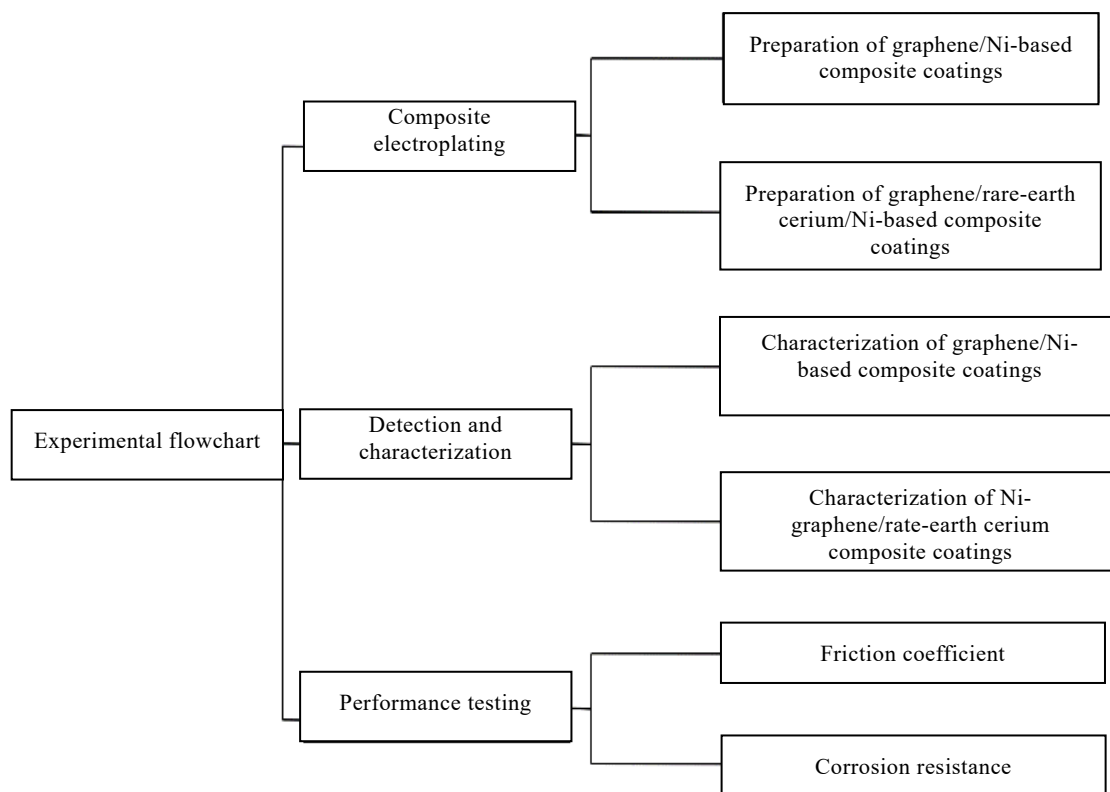 Preparation of graphene/Ni-based
composite coatings
Composite
electroplating
Preparation of graphene/rare-earth
cerium/Ni-based composite
coatings
Characterization of graphene/Ni-
based composite coatings
Experimental flowchart
Detection and
characterization
Characterization of Ni-
graphene/rate-earth cerium
composite coatings
Friction coefficient
Performance testing
Corrosion resistance